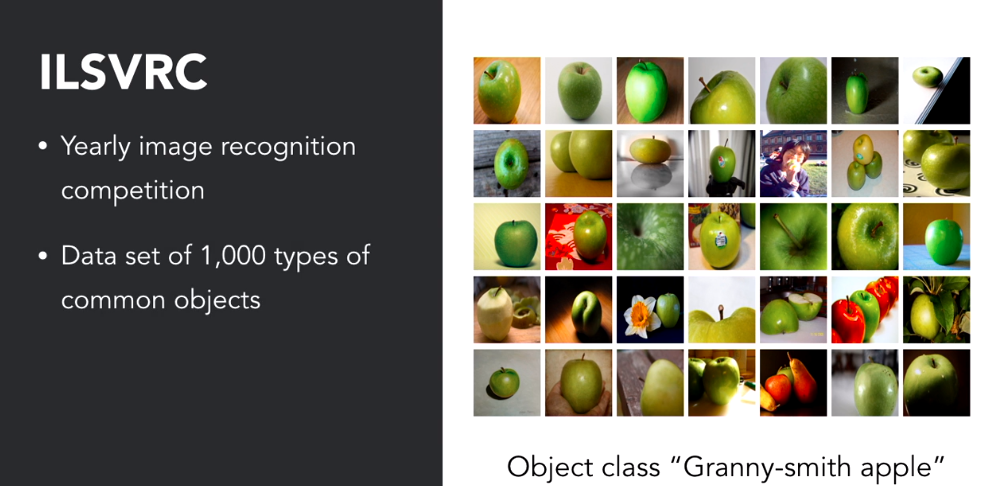 ILSVRC
• Yearly image recognition
competition
• Data set of 1,000 types of
common objects
Object class “Granny-smith apple”